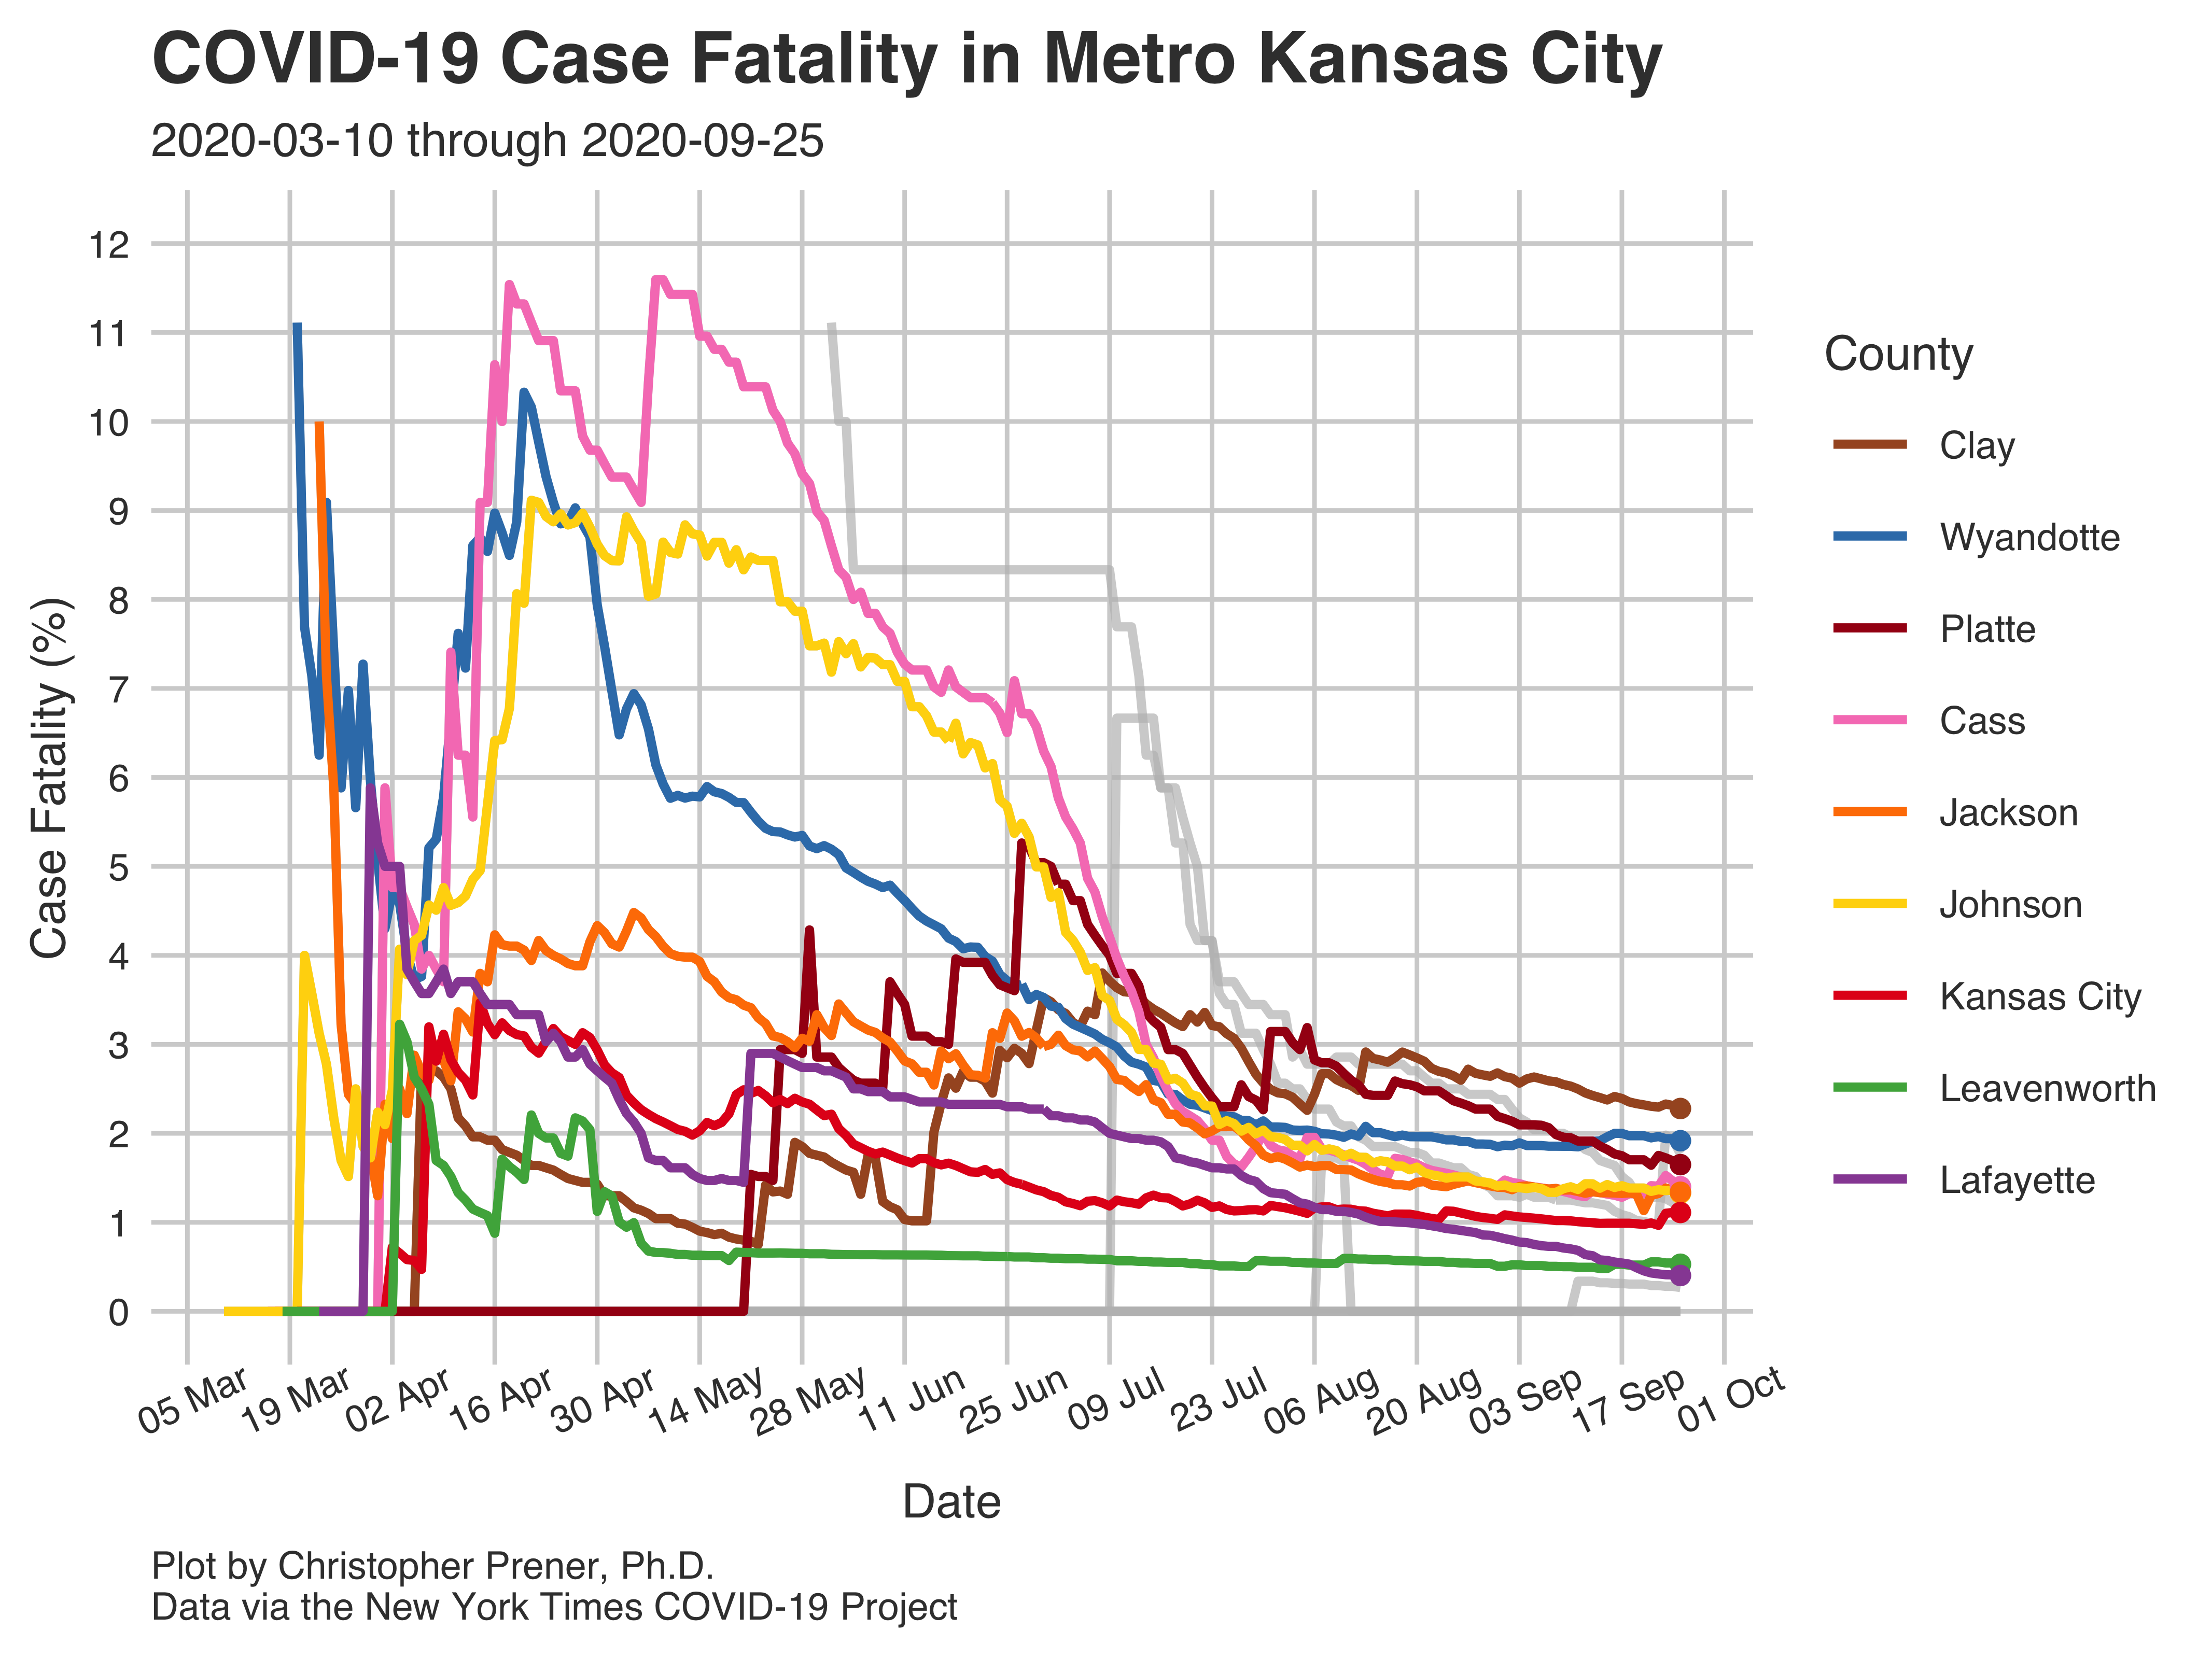 COVID-19 Case Fatality in Metro Kansas City
2020-03-10 through 2020-09-25
12
11
10
9
8
7
6
5
4
3
2
1
0
Case Fatality (%)
05 Mar
19 Mar
02 Apr
16 Apr
30 Apr
14 May
28 May
11 Jun
25 Jun
09 Jul
23 Jul
06 Aug
20 Aug
03 Sep
17 Sep
01 Oct
Date
County
Clay
Wyandotte
Platte
Cass
Jackson
Johnson
Kansas City
Leavenworth
Lafayette
Plot by Christopher Prener, Ph.D.
Data via the New York Times COVID-19 Project